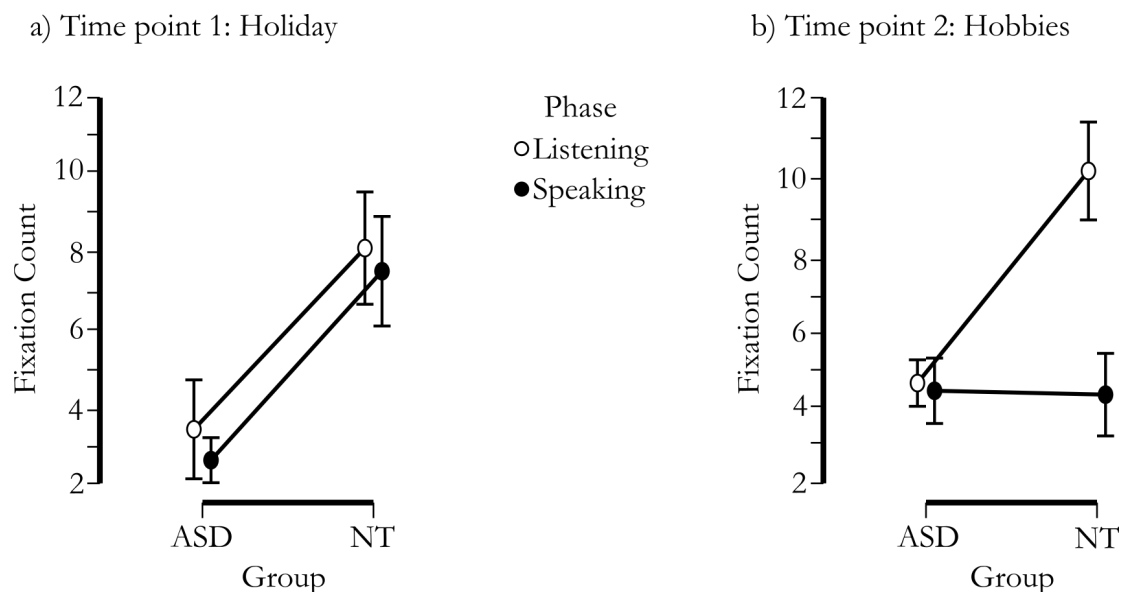 a) Time point 1: Holiday
12
10
8
6
4
2
Fixation Count
ASD
NT
Group
Phase
Listening
Speaking
b) Time point 2: Hobbies
12
10
8
6
4
2
Fixation Count
ASD
NT
Group